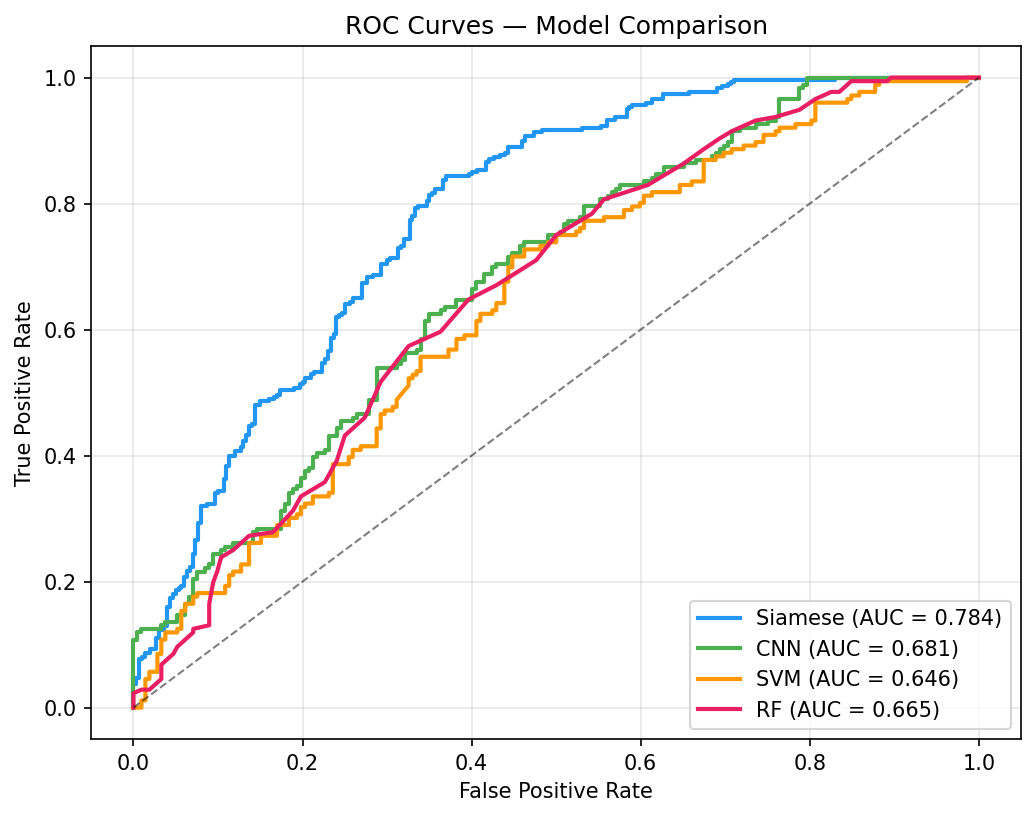 ROC Curves — Model Comparison
True Positive Rate
1.0
0.8
0.6
0.4
0.2
0.0
0.0 0.2 0.4 0.6 0.8 1.0
False Positive Rate
Siamese (AUC = 0.784)
CNN (AUC = 0.681)
SVM (AUC = 0.646)
RF (AUC = 0.665)